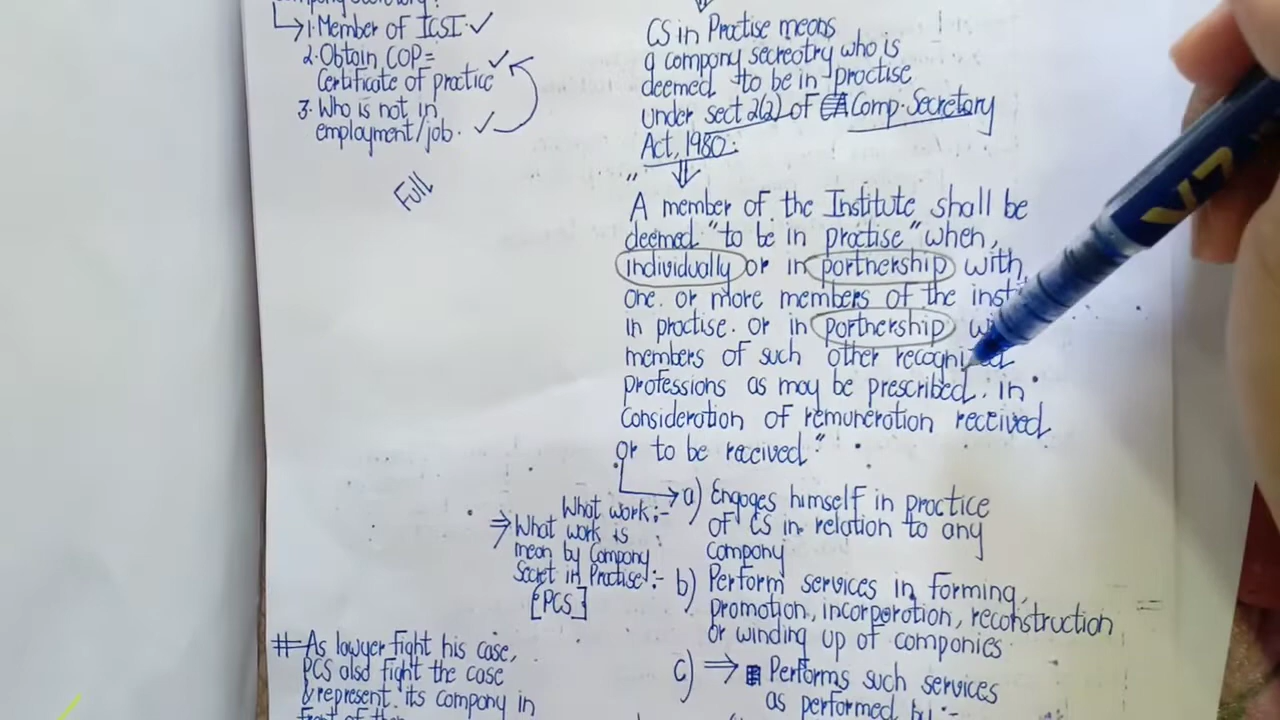 1. Member of ICSI. ✓
2. Obtain COP=
Certificate of practice ✓
3. Who is not in
employment/job. ✓
Full
CS in Practise means
a company secreotry who is
deemed to be in practise
under sect 2(2) of Comp. Secretary
Act, 1980.
"
A member of the Institute shall be
deemed "to be in practise" when,
individually or in partnership with
one or more members of the inst
in practise. or in partnership
members of such other recognized
professions as may be prescribed. in
consideration of remuneration received
or to be received"
a) Engages himself in practice
of CS in relation to any
company
What work:-
⇒ What work is
mean by Company
Secret in Practise:-
[PCS]
b) Perform services in forming,
promotion, incorporation, reconstruction
or winding up of companies
c) ⇒ Performs such services
as performed by:-
# As lawyer fight his case,
PCS also fight the case
& represent its company in
front of